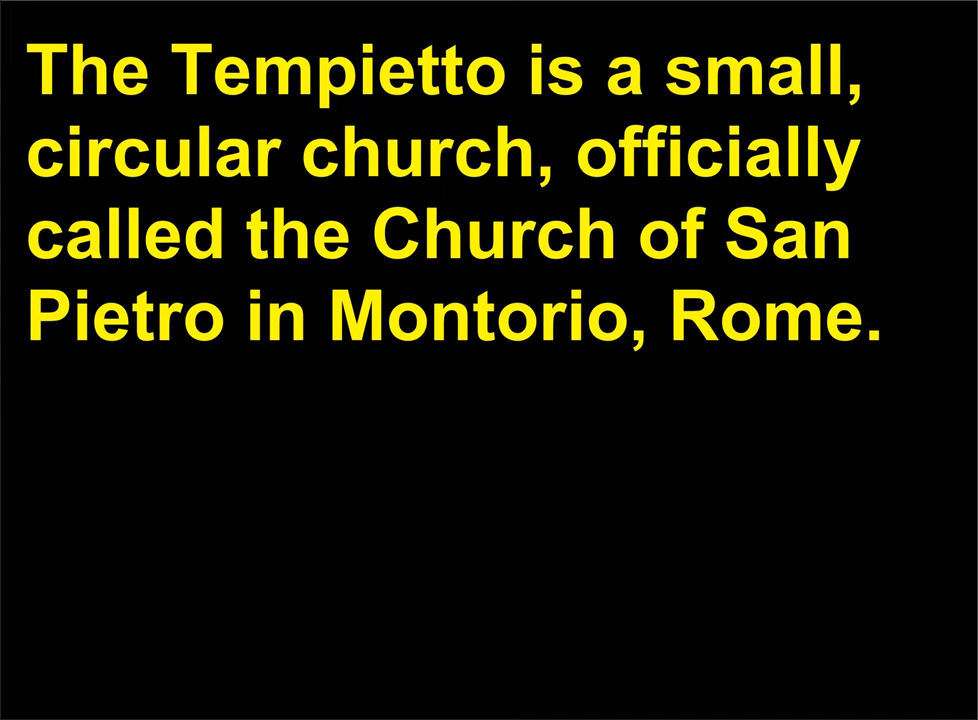 The Tempietto is a small,
circular church, officially
called the Church of San
Pietro in Montorio, Rome.